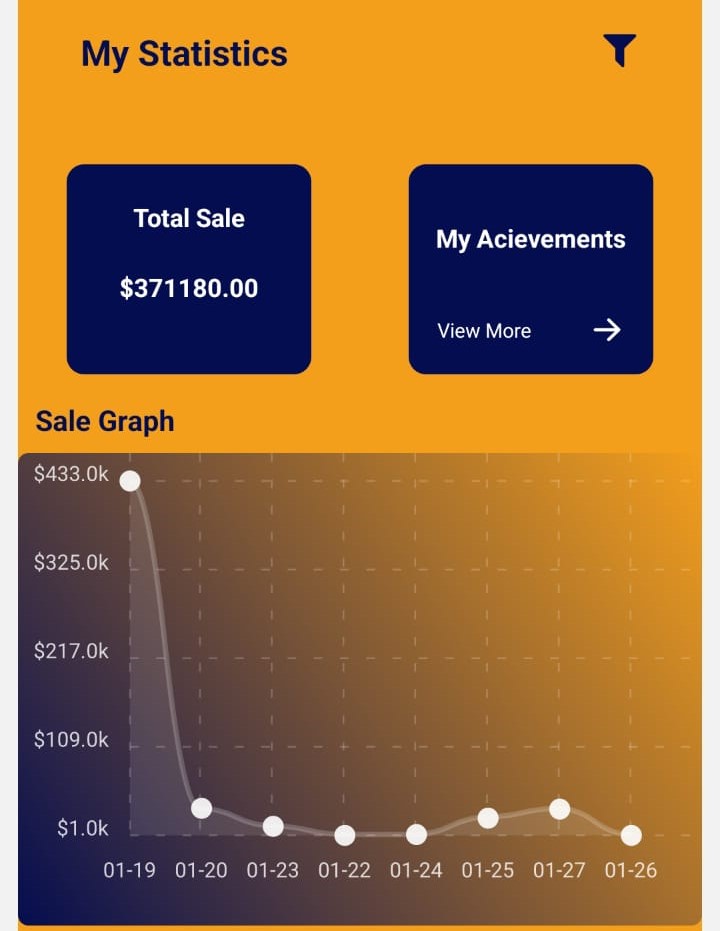 My Statistics
Total Sale
$371180.00
My Acievements
View More
Sale Graph
$433.0k
$325.0k
$217.0k
$109.0k
$1.0k
01-19 01-20 01-23 01-22 01-24 01-25 01-27 01-26